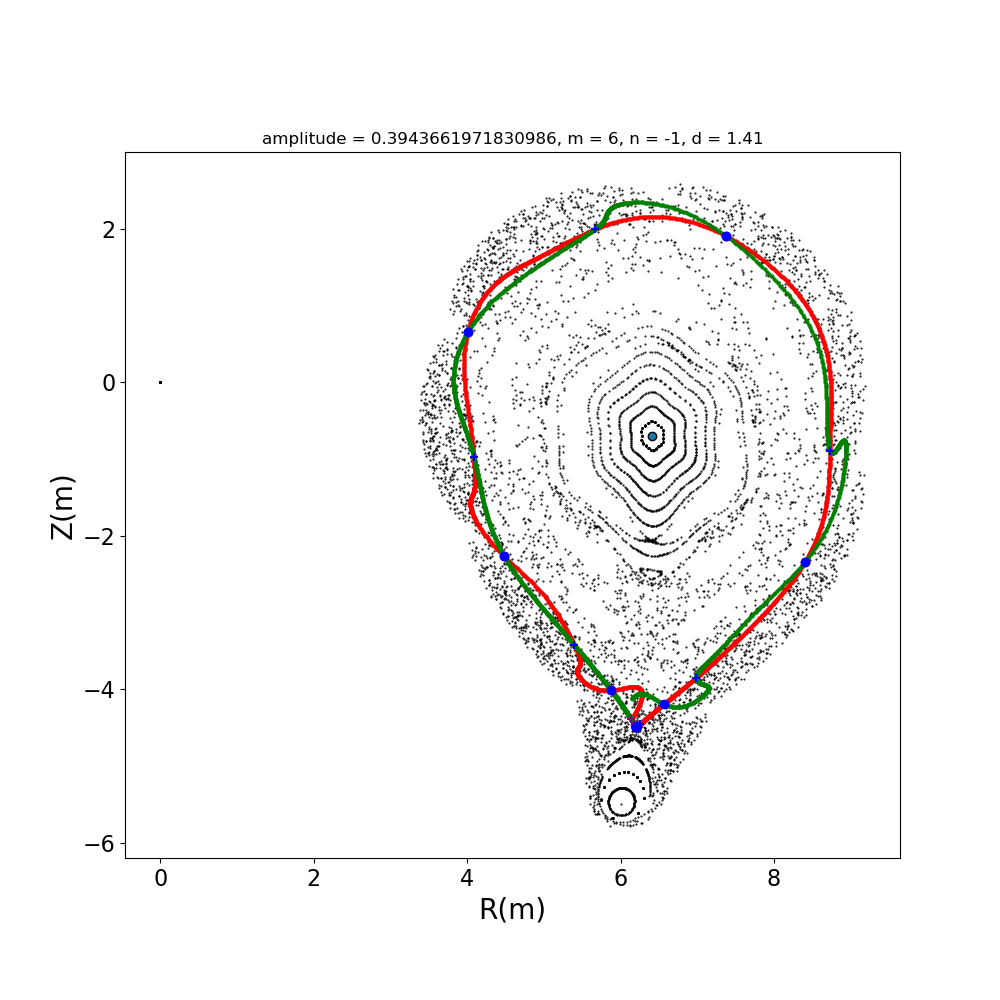 amplitude = 0.3943661971830986, m = 6, n = -1, d = 1.41
2
0
−2
−4
−6
Z(m)
0 2 4 6 8
R(m)